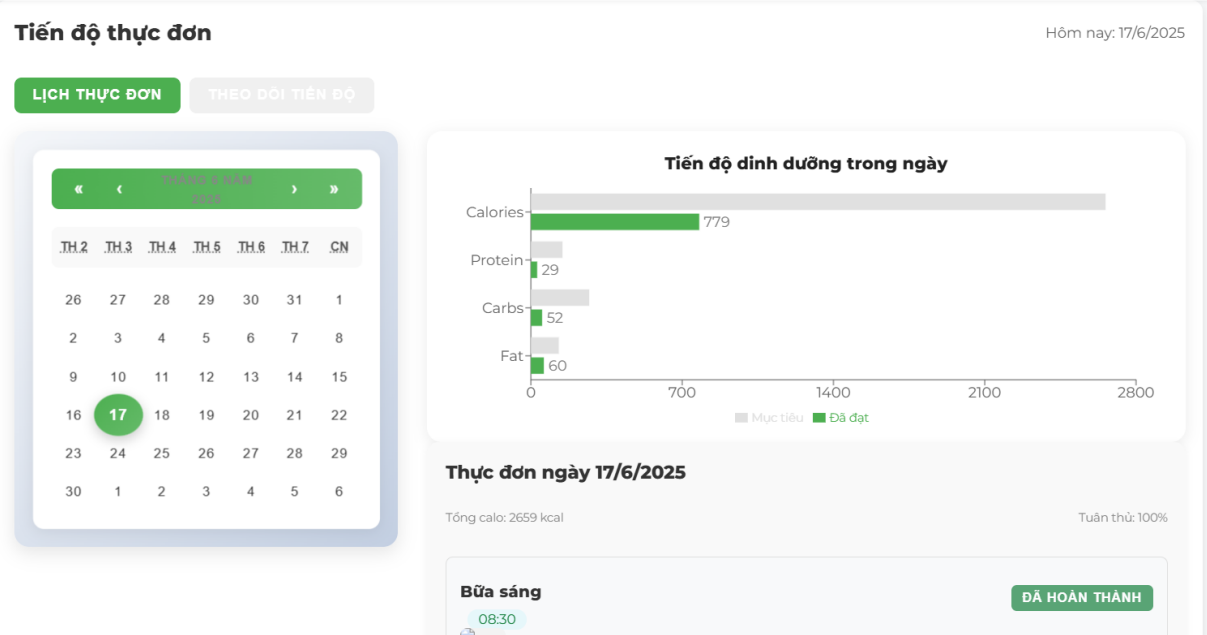 Tiến độ thực đơn
Hôm nay: 17/6/2025
LỊCH THỰC ĐƠN
THEO DÕI TIẾN ĐỘ
« ‹ THÁNG 6 NĂM 2025 › »
TH 2 TH 3 TH 4 TH 5 TH 6 TH 7 CN
26 27 28 29 30 31 1
2 3 4 5 6 7 8
9 10 11 12 13 14 15
16 17 18 19 20 21 22
23 24 25 26 27 28 29
30 1 2 3 4 5 6
Tiến độ dinh dưỡng trong ngày
Calories 779
Protein 29
Carbs 52
Fat 60
0 700 1400 2100 2800
Mục tiêu Đã đạt
Thực đơn ngày 17/6/2025
Tổng calo: 2659 kcal
Tuân thủ: 100%
Bữa sáng
ĐÃ HOÀN THÀNH
08:30